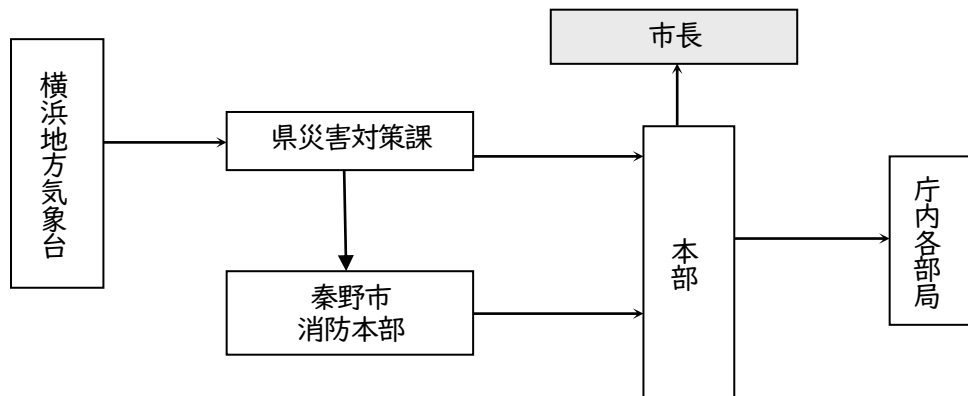 市長
横浜地方気象台
県災害対策課
庁内各部局
本部
秦野市
消防本部